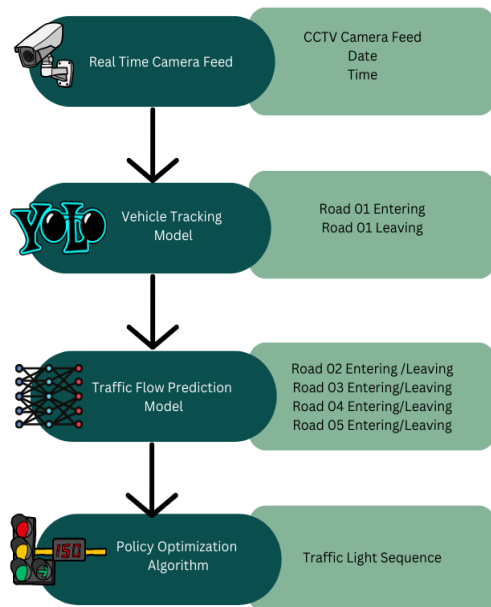 Real Time Camera Feed
CCTV Camera Feed
Date
Time
YOLO
Vehicle Tracking
Model
Road 01 Entering
Road 01 Leaving
Traffic Flow Prediction
Model
Road 02 Entering /Leaving
Road 03 Entering/Leaving
Road 04 Entering/Leaving
Road 05 Entering/Leaving
150
Policy Optimization
Algorithm
Traffic Light Sequence